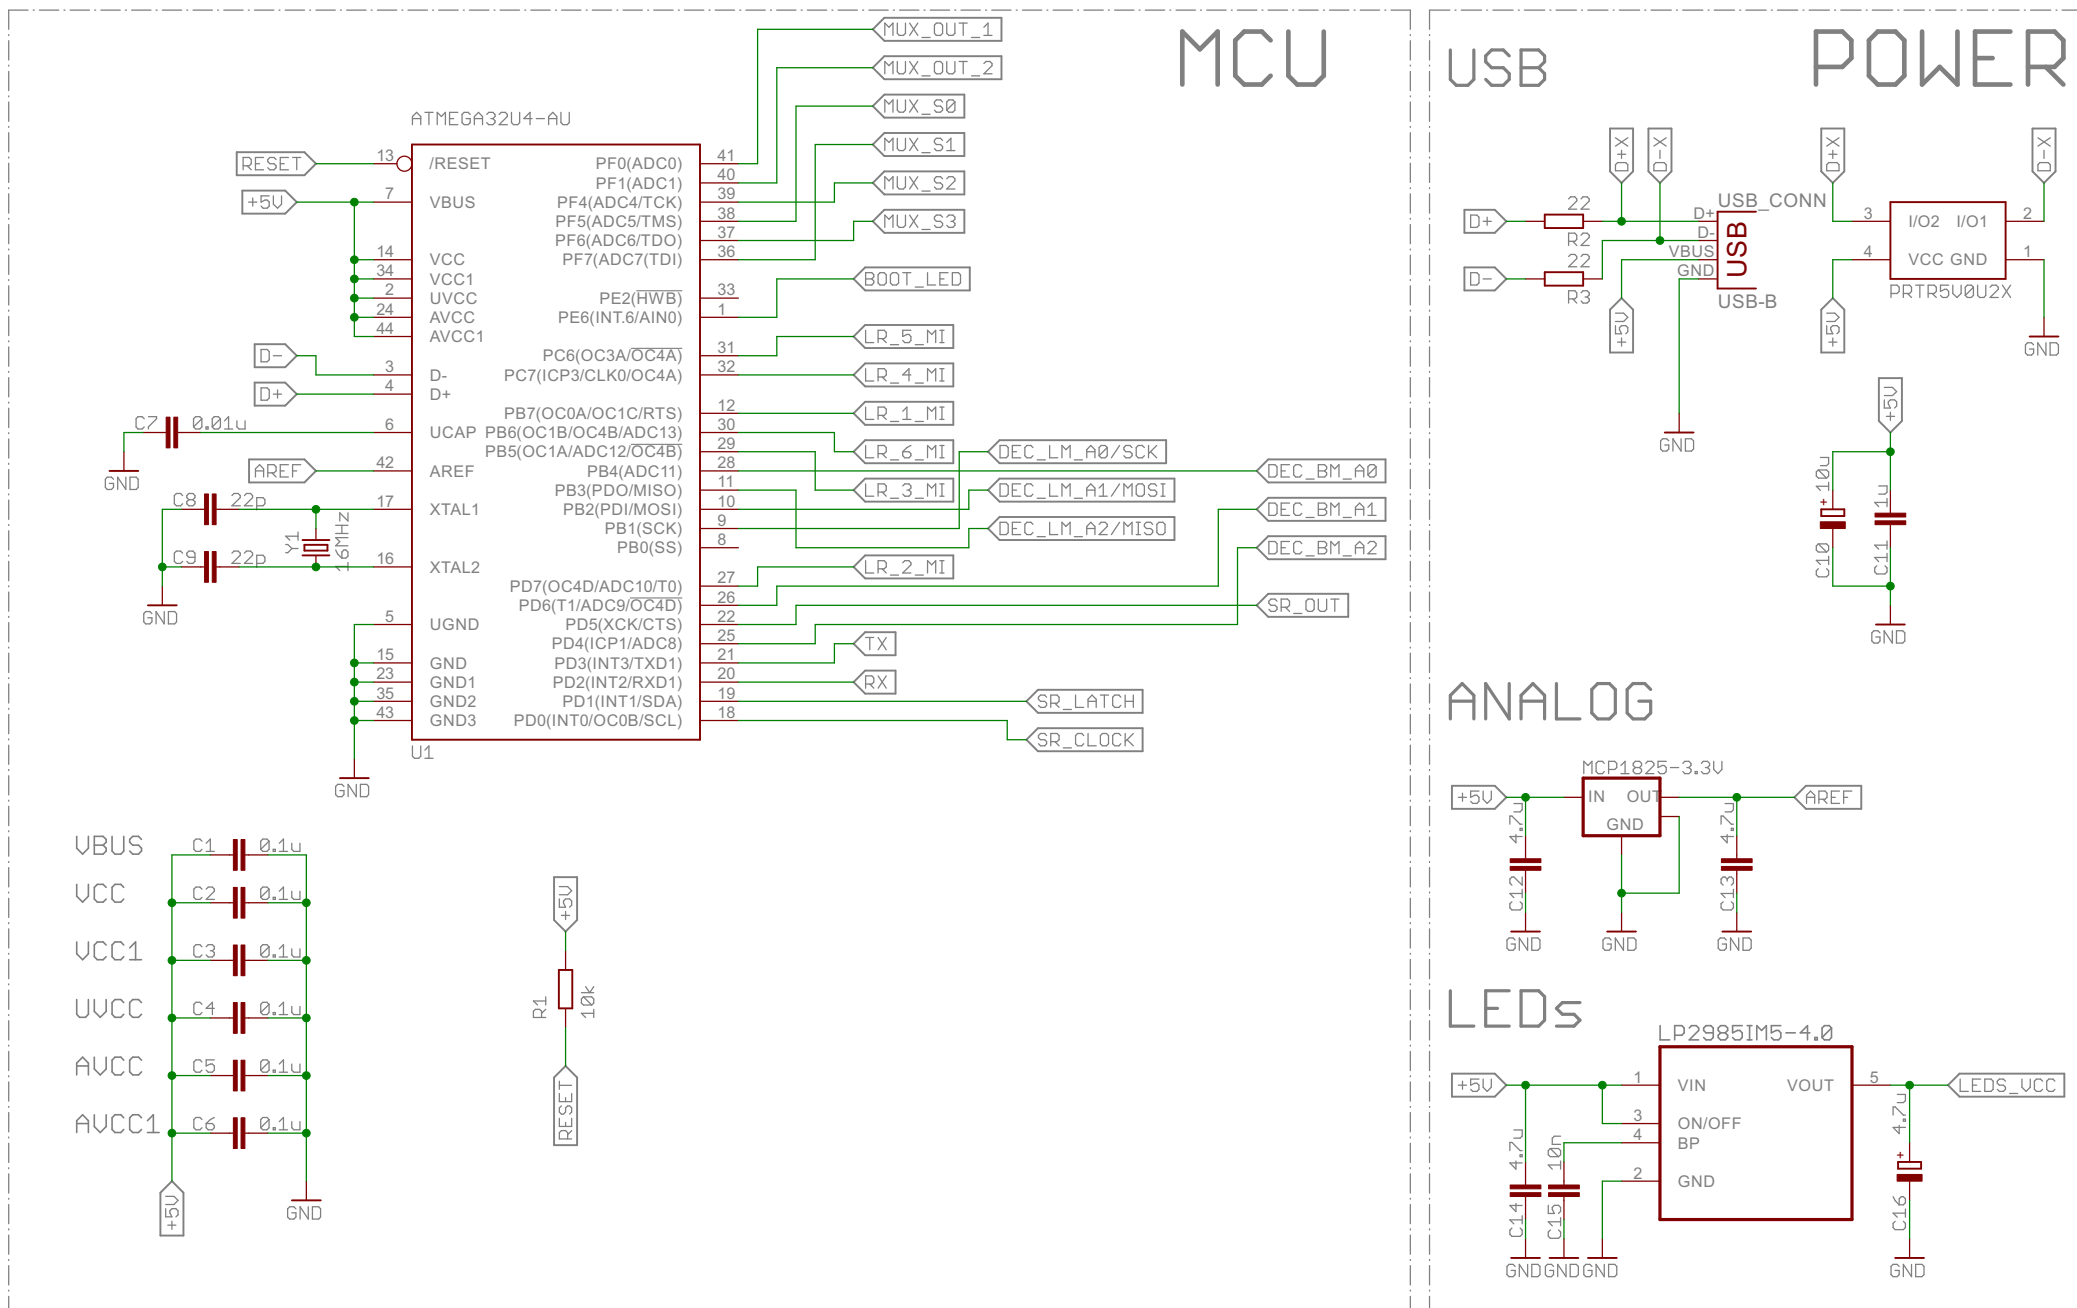 MCU
MUX_OUT_1
MUX_OUT_2
MUX_S0
MUX_S1
MUX_S2
MUX_S3
BOOT_LED
LR_5_MI
LR_4_MI
LR_1_MI
LR_6_MI
LR_3_MI
LR_2_MI
DEC_LM_A0/SCK
DEC_LM_A1/MOSI
DEC_LM_A2/MISO
DEC_BM_A0
DEC_BM_A1
DEC_BM_A2
SR_OUT
TX
RX
SR_LATCH
SR_CLOCK
ATMEGA32U4-AU
RESET 13 /RESET
+5V 7 VBUS
14 VCC
34 VCC1
2 UVCC
24 AVCC
44 AVCC1
D- 3 D-
D+ 4 D+
C7 0.01u 6 UCAP
GND
AREF 42 AREF
C8 22p 17 XTAL1
Y1 16MHz
C9 22p 16 XTAL2
GND
5 UGND
15 GND
23 GND1
35 GND2
43 GND3
U1
GND
PF0(ADC0) 41
PF1(ADC1) 40
PF4(ADC4/TCK) 39
PF5(ADC5/TMS) 38
PF6(ADC6/TDO) 37
PF7(ADC7(TDI) 36
PE2(HWB) 33
PE6(INT.6/AIN0) 1
PC6(OC3A/OC4A) 31
PC7(ICP3/CLK0/OC4A) 32
PB7(OC0A/OC1C/RTS) 12
PB6(OC1B/OC4B/ADC13) 30
PB5(OC1A/ADC12/OC4B) 29
PB4(ADC11) 28
PB3(PDO/MISO) 11
PB2(PDI/MOSI) 10
PB1(SCK) 9
PB0(SS) 8
PD7(OC4D/ADC10/T0) 27
PD6(T1/ADC9/OC4D) 26
PD5(XCK/CTS) 22
PD4(ICP1/ADC8) 25
PD3(INT3/TXD1) 21
PD2(INT2/RXD1) 20
PD1(INT1/SDA) 19
PD0(INT0/OC0B/SCL) 18
VBUS C1 0.1u
VCC C2 0.1u
VCC1 C3 0.1u
UVCC C4 0.1u
AVCC C5 0.1u
AVCC1 C6 0.1u
+5V
GND
+5V
R1 10k
RESET
POWER
USB
D+X
D-X
D+ 22 R2
D- 22 R3
USB_CONN
D+
D-
VBUS
GND
USB
USB-B
+5V
GND
D+X
D-X
3 I/O2 I/O1 2
4 VCC GND 1
PRTR5V0U2X
+5V
GND
+5V
+ 10u C10
1u C11
GND
ANALOG
MCP1825-3.3V
+5V IN OUT AREF
GND
4.7u C12
4.7u C13
GND GND GND
LEDs
LP2985IM5-4.0
+5V 1 VIN VOUT 5 LEDS_VCC
3 ON/OFF
4 BP
2 GND
4.7u C14
10n C15
4.7u + C16
GND GND GND GND